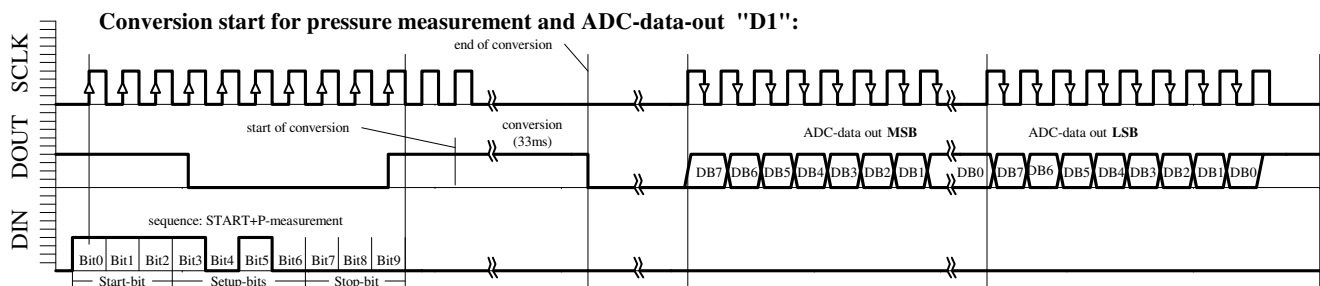 Conversion start for pressure measurement and ADC-data-out "D1":
end of conversion
SCLK
start of conversion
conversion
(33ms)
ADC-data out MSB
ADC-data out LSB
DOUT
DB7 DB6 DB5 DB4 DB3 DB2 DB1 DB0 DB7 DB6 DB5 DB4 DB3 DB2 DB1 DB0
sequence: START+P-measurement
DIN
Bit0 Bit1 Bit2 Bit3 Bit4 Bit5 Bit6 Bit7 Bit8 Bit9
Start-bit Setup-bits Stop-bit